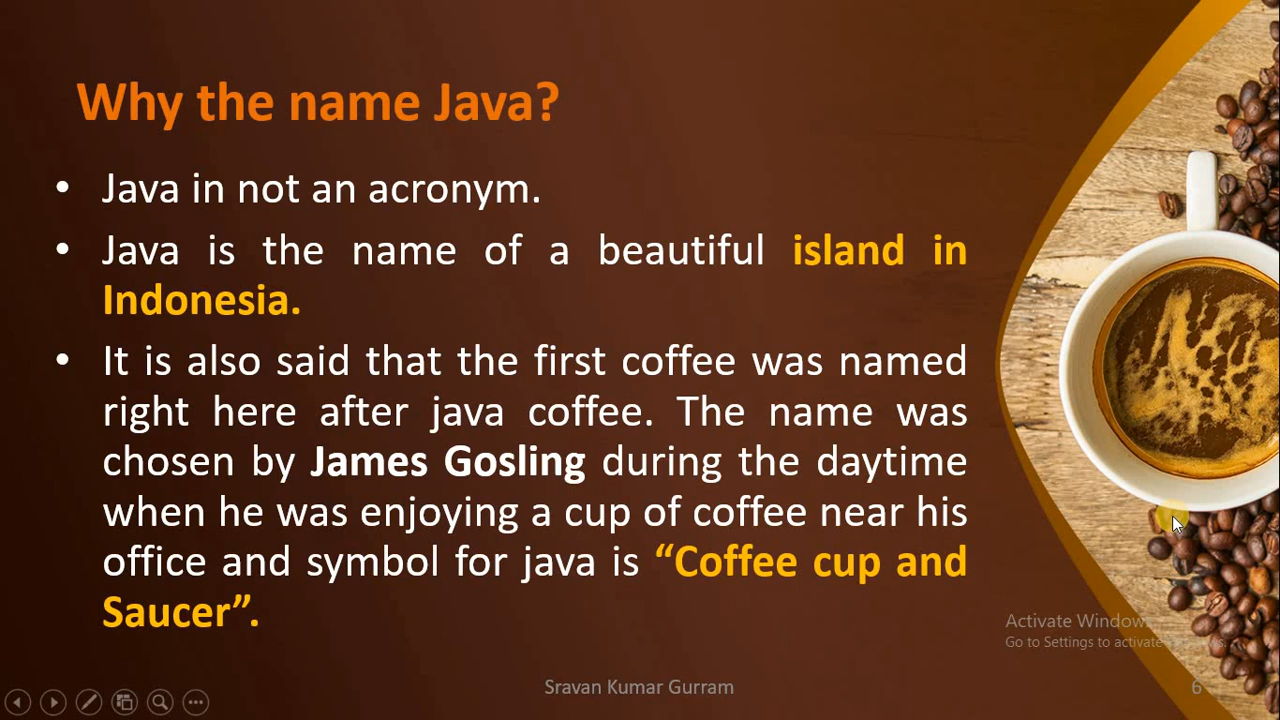 Why the name Java?
• Java in not an acronym.
• Java is the name of a beautiful island in
Indonesia.
• It is also said that the first coffee was named
right here after java coffee. The name was
chosen by James Gosling during the daytime
when he was enjoying a cup of coffee near his
office and symbol for java is “Coffee cup and
Saucer”.
Activate Windows
Go to Settings to activate Windows.
Sravan Kumar Gurram
6